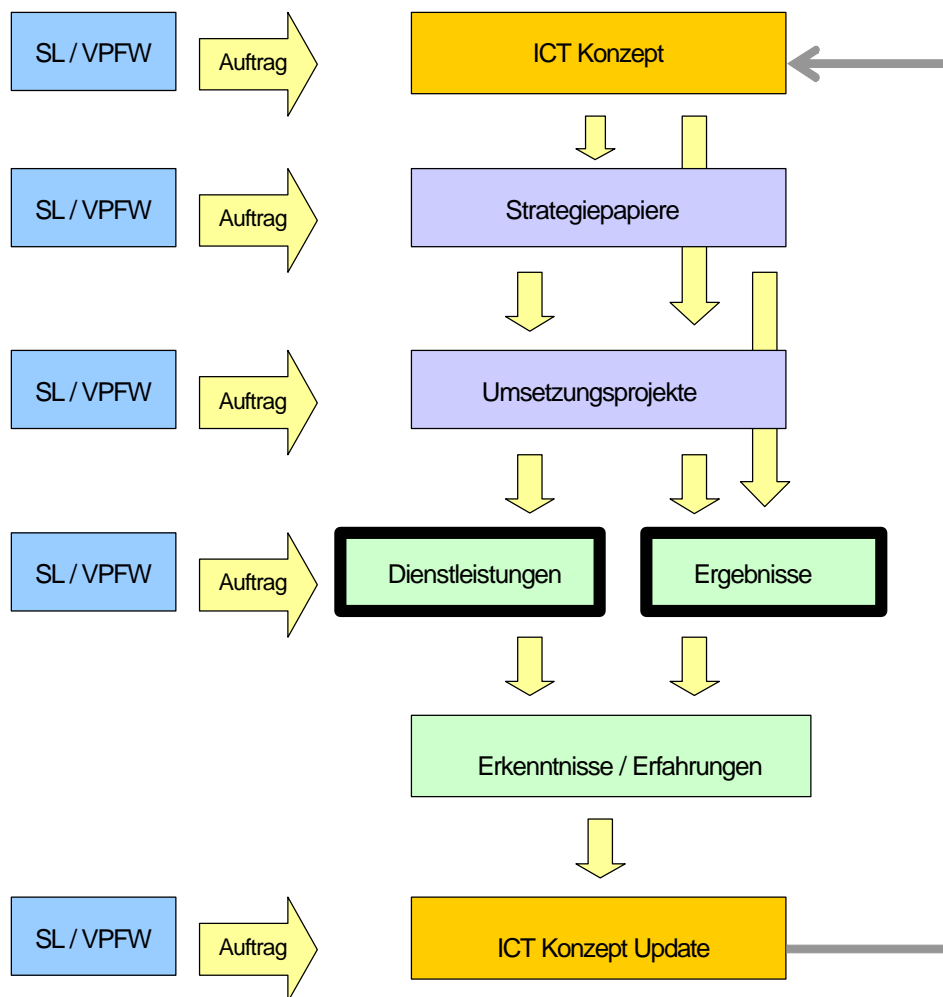 SL / VPFW
Auftrag
ICT Konzept
SL / VPFW
Auftrag
Strategiepapiere
SL / VPFW
Auftrag
Umsetzungsprojekte
SL / VPFW
Auftrag
Dienstleistungen
Ergebnisse
Erkenntnisse / Erfahrungen
SL / VPFW
Auftrag
ICT Konzept Update